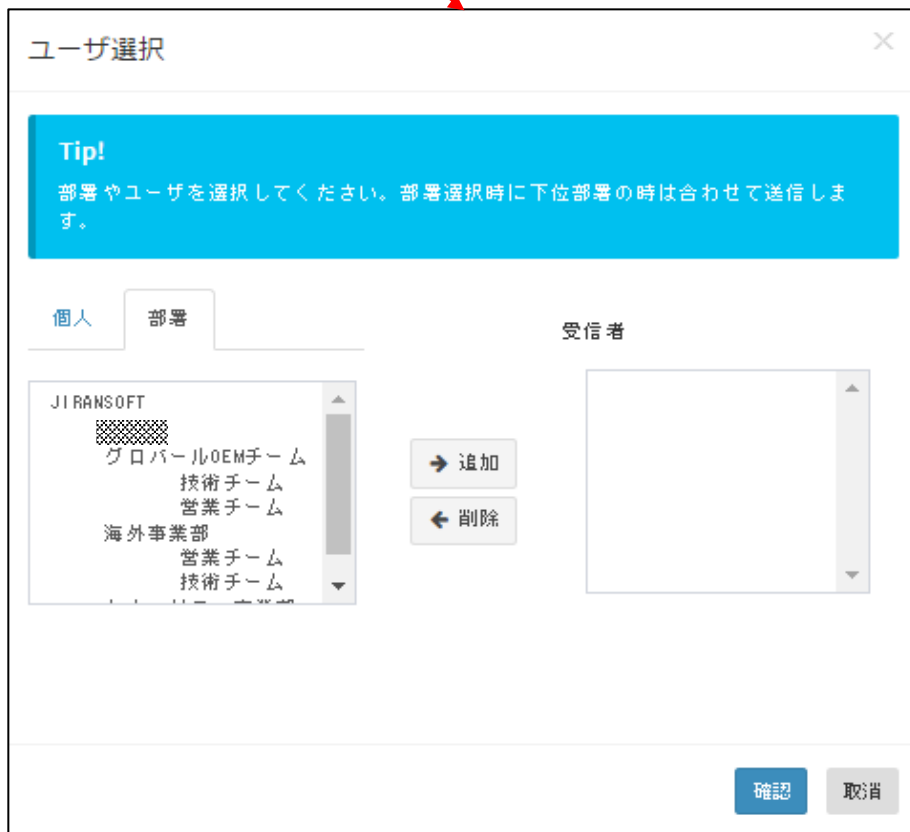 ユーザ選択
×
Tip!
部署やユーザを選択してください。部署選択時に下位部署の時は合わせて送信しま
す。
個人 部署
受信者
JIRANSOFT
グロバールOEMチーム
技術チーム
営業チーム
海外事業部
営業チーム
技術チーム
追加
削除
確認 取消